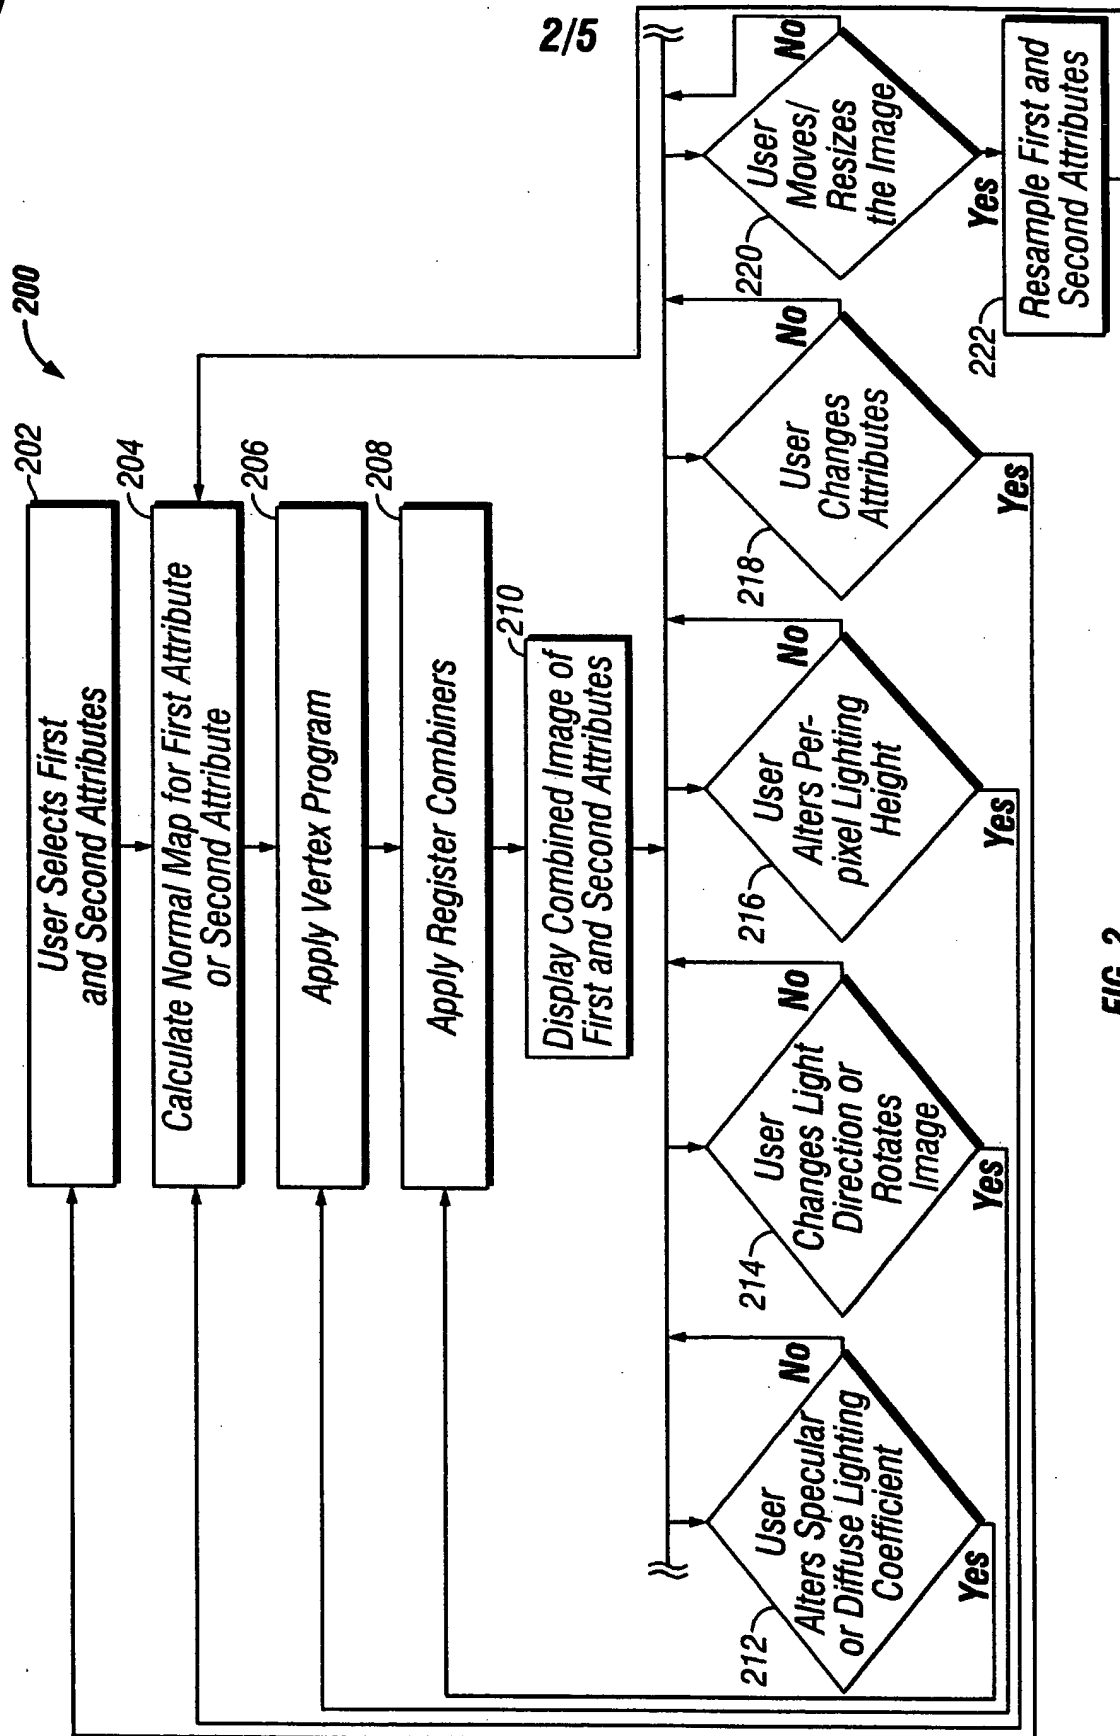 2/5
200
202
User Selects First
and Second Attributes
204
Calculate Normal Map for First Attribute
or Second Attribute
206
Apply Vertex Program
208
Apply Register Combiners
210
Display Combined Image of
First and Second Attributes
212
User
Alters Specular
or Diffuse Lighting
Coefficient
No
Yes
214
User
Changes Light
Direction or
Rotates
Image
No
Yes
216
User
Alters Per-
pixel Lighting
Height
No
Yes
218
User
Changes
Attributes
No
Yes
220
User
Moves/
Resizes
the Image
No
Yes
222
Resample First and
Second Attributes
FIG. 2